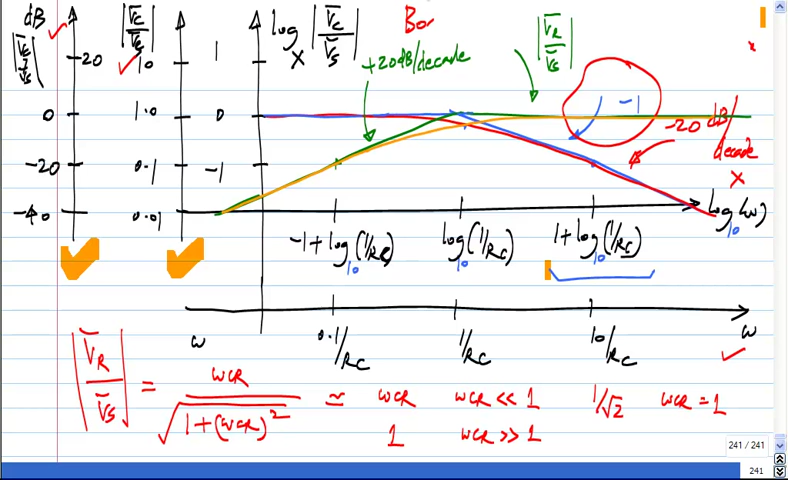 dB |V̅c/V̅s| |V̅c/V̅s| log |V̅c/V̅s| Bo |V̅R/V̅s|
20 10 1 +20dB/decade
0 1.0 0 -1
-20 0.1 -1 -20 dB/decade
-40 0.01 log₁₀(ω)
-1+log₁₀(1/RC) log₁₀(1/RC) 1+log₁₀(1/RC)
ω 0.1/RC 1/RC 10/RC ω
|V̅R/V̅s| = ωCR/√(1+(ωCR)²) ≃ ωCR ωCR << 1 1/√2 ωCR = 1
1 ωCR >> 1
241 / 241
241